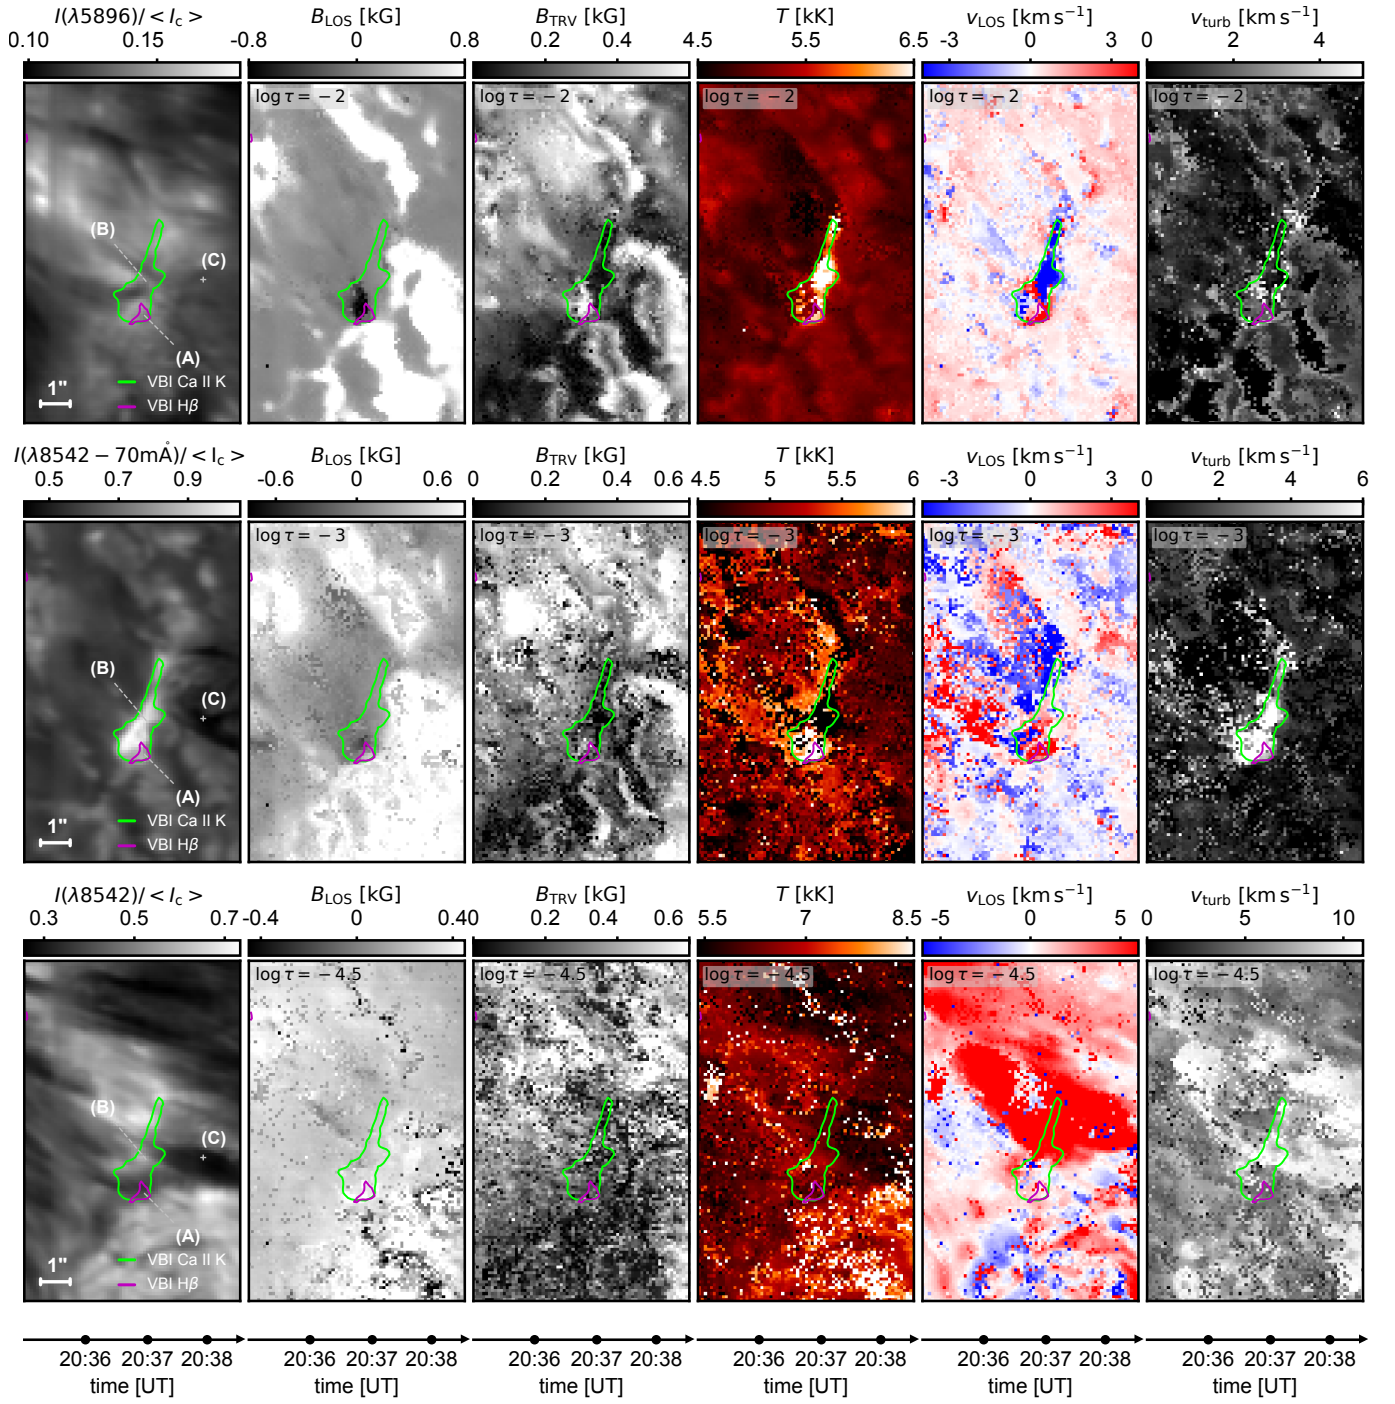 I(λ5896)/<I_c> B_LOS [kG] B_TRV [kG] T [kK] v_LOS [km s⁻¹] v_turb [km s⁻¹]
0.10 0.15 -0.8 0 0.8 0.2 0.4 4.5 5.5 6.5 -3 0 3 0 2 4
log τ = −2 log τ = −2 log τ = −2 log τ = −2 log τ = −2
(B)
(C)
(A)
VBI Ca II K
1" VBI Hβ
I(λ8542 − 70mÅ)/<I_c> B_LOS [kG] B_TRV [kG] T [kK] v_LOS [km s⁻¹] v_turb [km s⁻¹]
0.5 0.7 0.9 -0.6 0 0.6 0 0.2 0.4 0.6 4.5 5 5.5 6 -3 0 3 0 2 4 6
log τ = −3 log τ = −3 log τ = −3 log τ = −3 log τ = −3
(B)
(C)
(A)
VBI Ca II K
1" VBI Hβ
I(λ8542)/<I_c> B_LOS [kG] B_TRV [kG] T [kK] v_LOS [km s⁻¹] v_turb [km s⁻¹]
0.3 0.5 0.7 -0.4 0 0.40 0.2 0.4 0.6 5.5 7 8.5 -5 0 5 0 5 10
log τ = −4.5 log τ = −4.5 log τ = −4.5 log τ = −4.5 log τ = −4.5
(B)
(C)
(A)
VBI Ca II K
1" VBI Hβ
20:36 20:37 20:38 20:36 20:37 20:38 20:36 20:37 20:38 20:36 20:37 20:38 20:36 20:37 20:38 20:36 20:37 20:38
time [UT] time [UT] time [UT] time [UT] time [UT] time [UT]